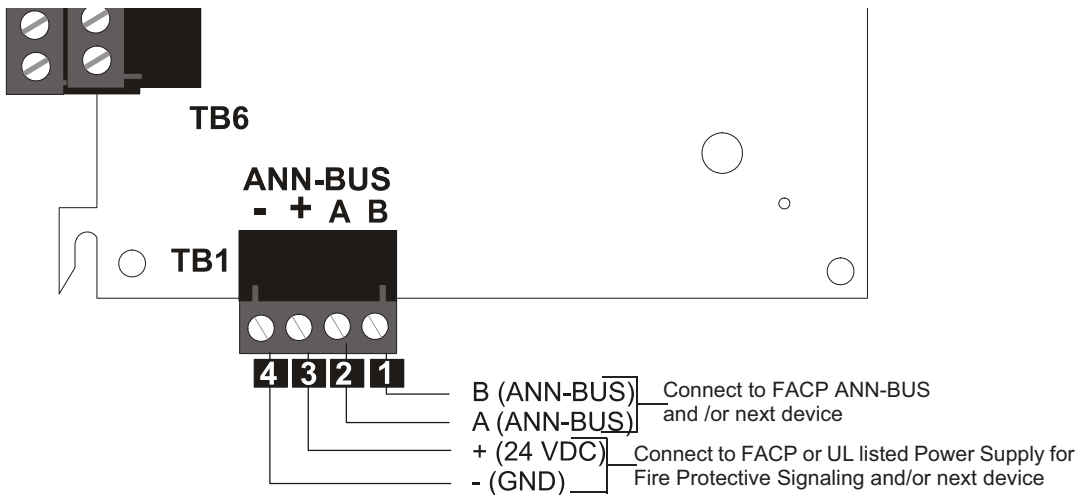 TB6
ANN-BUS
- + A B
TB1
4 3 2 1
B (ANN-BUS)
A (ANN-BUS)
Connect to FACP ANN-BUS
and /or next device
+ (24 VDC)
- (GND)
Connect to FACP or UL listed Power Supply for
Fire Protective Signaling and/or next device